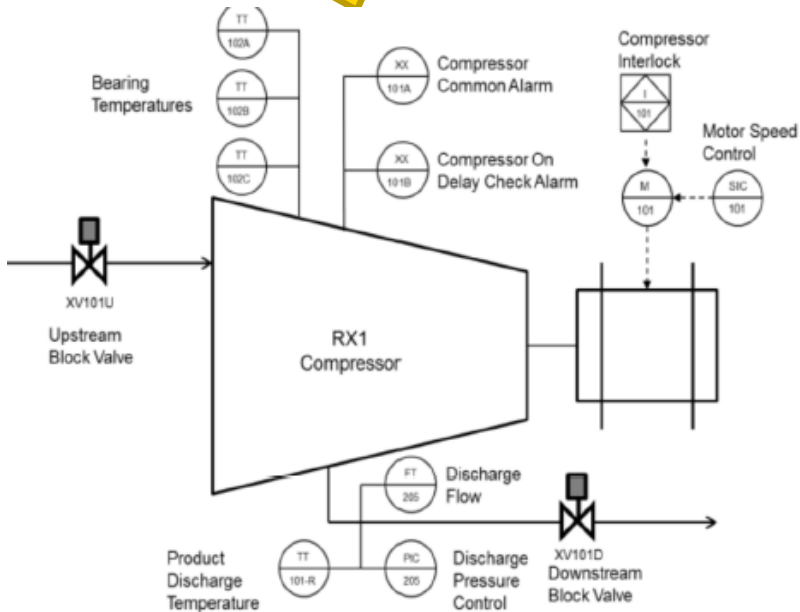 TT
102A
Bearing
Temperatures
TT
102B
TT
102C
XX
101A
Compressor
Common Alarm
XX
101B
Compressor On
Delay Check Alarm
Compressor
Interlock
I
101
Motor Speed
Control
M
101
SIC
101
XV101U
Upstream
Block Valve
RX1
Compressor
FT
205
Discharge
Flow
Product
Discharge
Temperature
TT
101-R
PIC
205
Discharge
Pressure
Control
XV101D
Downstream
Block Valve